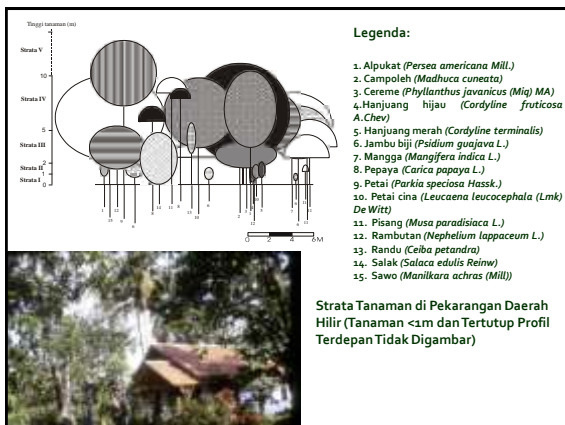 Tinggi tanaman (m)
Strata V
10
Strata IV
5
Strata III
2
Strata II
1
Strata I
0
0 2 4 6M
Legenda:
1. Alpukat (Persea americana Mill.)
2. Campoleh (Madhuca cuneata)
3. Cereme (Phyllanthus javanicus (Miq) MA)
4.Hanjuang hijau (Cordyline fruticosa
A.Chev)
5. Hanjuang merah (Cordyline terminalis)
6. Jambu biji (Psidium guajava L.)
7. Mangga (Mangifera indica L.)
8. Pepaya (Carica papaya L.)
9. Petai (Parkia speciosa Hassk.)
10. Petai cina (Leucaena leucocephala (Lmk)
De Witt)
11. Pisang (Musa paradisiaca L.)
12. Rambutan (Nephelium lappaceum L.)
13. Randu (Ceiba petandra)
14. Salak (Salaca edulis Reinw)
15. Sawo (Manilkara achras (Mill))
Strata Tanaman di Pekarangan Daerah
Hilir (Tanaman <1m dan Tertutup Profil
Terdepan Tidak Digambar)